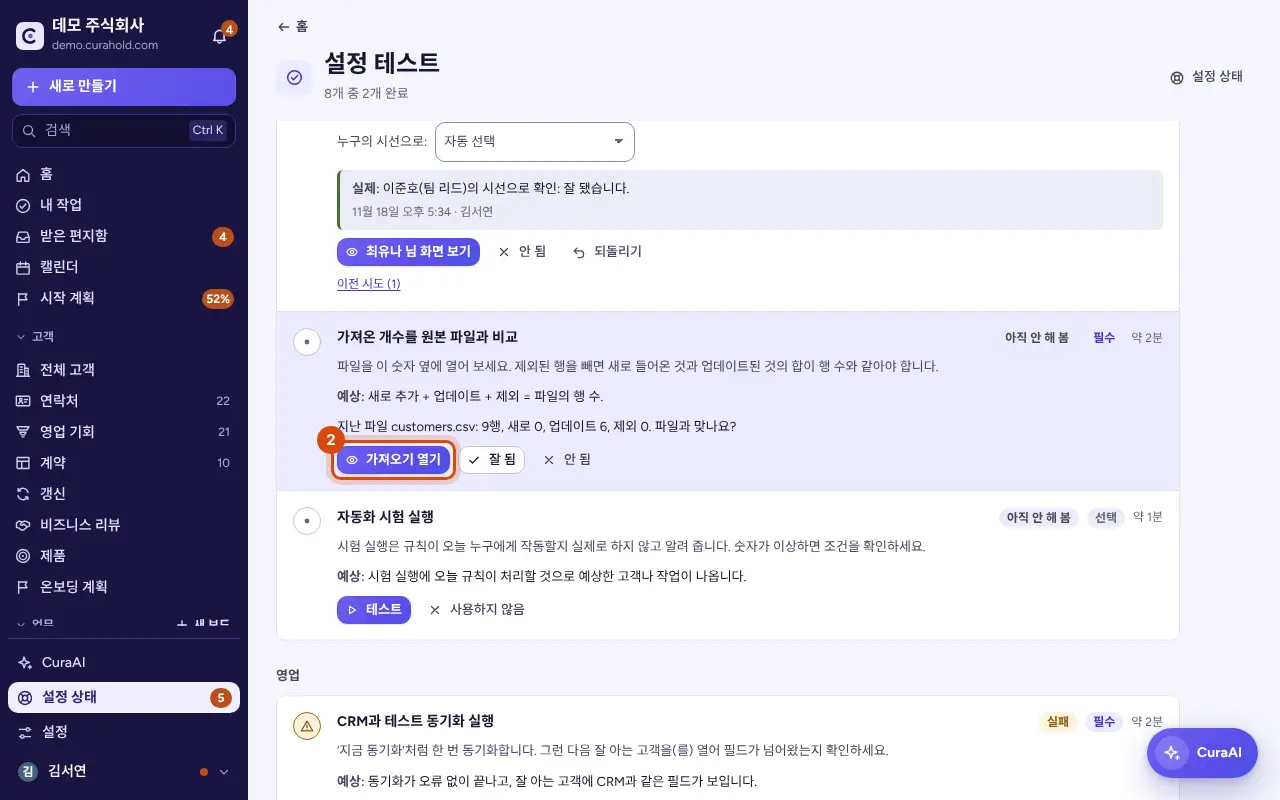 데모 주식회사
demo.curahold.com
4
새로 만들기
검색
Ctrl K
홈
내 작업
받은 편지함
4
캘린더
시작 계획
52%
고객
전체 고객
연락처
22
영업 기회
21
계약
10
갱신
비즈니스 리뷰
제품
온보딩 계획
업무
새 보드
CuraAI
설정 상태
5
설정
김
김서연
홈
설정 테스트
8개 중 2개 완료
설정 상태
누구의 시선으로:
자동 선택
실제: 이준호(팀 리드)의 시선으로 확인: 잘 됐습니다.
11월 18일 오후 5:34 · 김서연
최유나 님 화면 보기
안 됨
되돌리기
이전 시도 (1)
가져온 개수를 원본 파일과 비교
아직 안 해 봄
필수
약 2분
파일을 이 숫자 옆에 열어 보세요. 제외된 행을 빼면 새로 들어온 것과 업데이트된 것의 합이 행 수와 같아야 합니다.
예상: 새로 추가 + 업데이트 + 제외 = 파일의 행 수.
지난 파일 customers.csv: 9행, 새로 0, 업데이트 6, 제외 0. 파일과 맞나요?
2
가져오기 열기
잘 됨
안 됨
자동화 시험 실행
아직 안 해 봄
선택
약 1분
시험 실행은 규칙이 오늘 누구에게 작동할지 실제로 하지 않고 알려 줍니다. 숫자가 이상하면 조건을 확인하세요.
예상: 시험 실행에 오늘 규칙이 처리할 것으로 예상한 고객나 작업이 나옵니다.
테스트
사용하지 않음
영업
CRM과 테스트 동기화 실행
실패
필수
약 2분
'지금 동기화'처럼 한 번 동기화합니다. 그런 다음 잘 아는 고객을(를) 열어 필드가 넘어왔는지 확인하세요.
예상: 동기화가 오류 없이 끝나고, 잘 아는 고객에 CRM과 같은 필드가 보입니다.
CuraAI